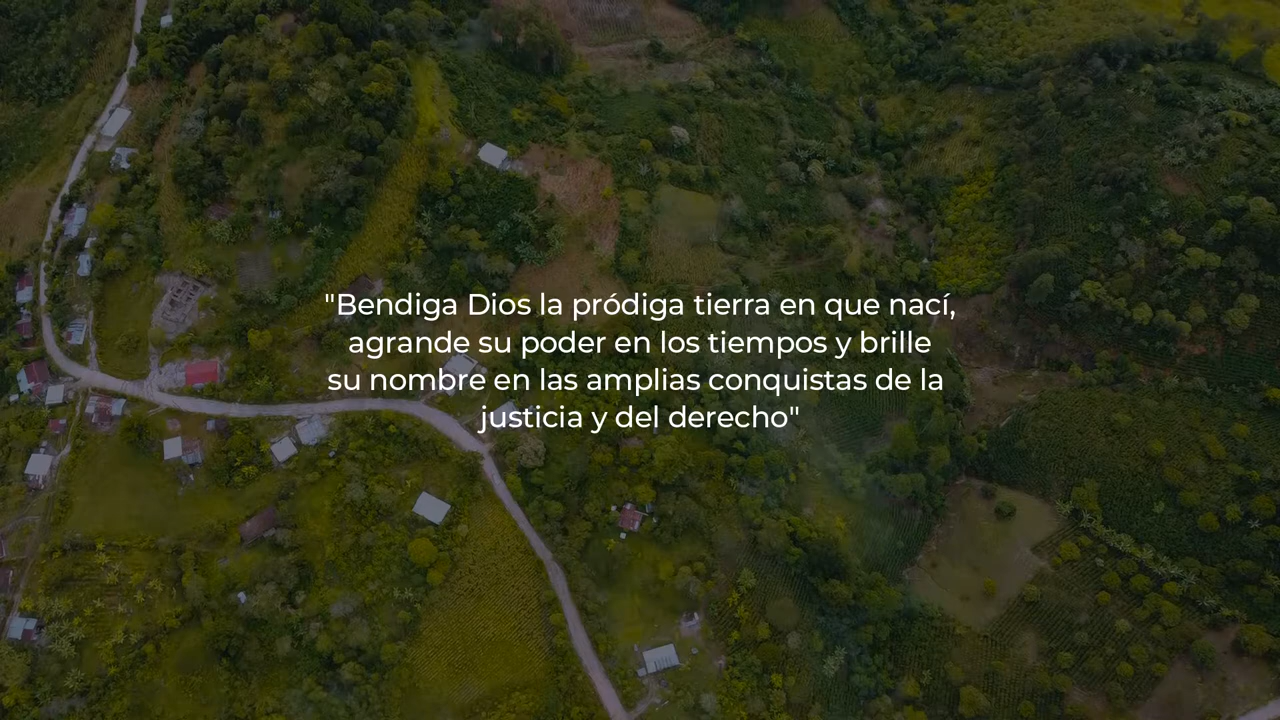 "Bendiga Dios la pródiga tierra en que nací,
agrande su poder en los tiempos y brille
su nombre en las amplias conquistas de la
justicia y del derecho"